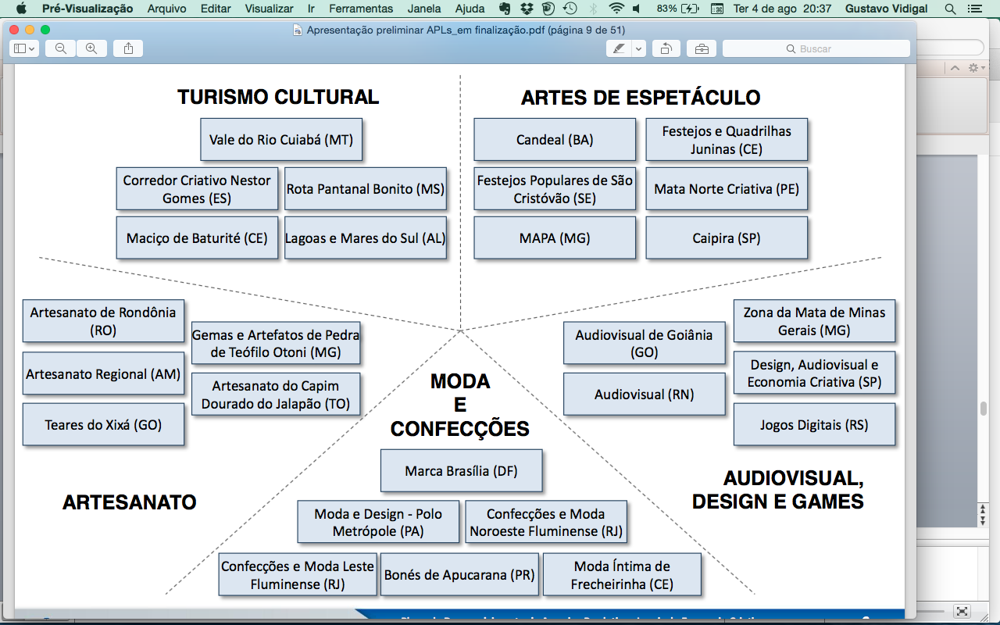 Pré-Visualização Arquivo Editar Visualizar Ir Ferramentas Janela Ajuda 83% Ter 4 de ago 20:37 Gustavo Vidigal
Apresentação preliminar APLs_em finalização.pdf (página 9 de 51)
Buscar
TURISMO CULTURAL
Vale do Rio Cuiabá (MT)
Corredor Criativo Nestor
Gomes (ES)
Rota Pantanal Bonito (MS)
Maciço de Baturité (CE)
Lagoas e Mares do Sul (AL)
ARTES DE ESPETÁCULO
Candeal (BA)
Festejos e Quadrilhas
Juninas (CE)
Festejos Populares de São
Cristóvão (SE)
Mata Norte Criativa (PE)
MAPA (MG)
Caipira (SP)
Artesanato de Rondônia
(RO)
Gemas e Artefatos de Pedra
de Teófilo Otoni (MG)
Artesanato Regional (AM)
Artesanato do Capim
Dourado do Jalapão (TO)
Teares do Xixá (GO)
ARTESANATO
MODA
E
CONFECÇÕES
Marca Brasília (DF)
Moda e Design - Polo
Metrópole (PA)
Confecções e Moda
Noroeste Fluminense (RJ)
Confecções e Moda Leste
Fluminense (RJ)
Bonés de Apucarana (PR)
Moda Íntima de
Frecheirinha (CE)
Zona da Mata de Minas
Gerais (MG)
Audiovisual de Goiânia
(GO)
Design, Audiovisual e
Economia Criativa (SP)
Audiovisual (RN)
Jogos Digitais (RS)
AUDIOVISUAL,
DESIGN E GAMES